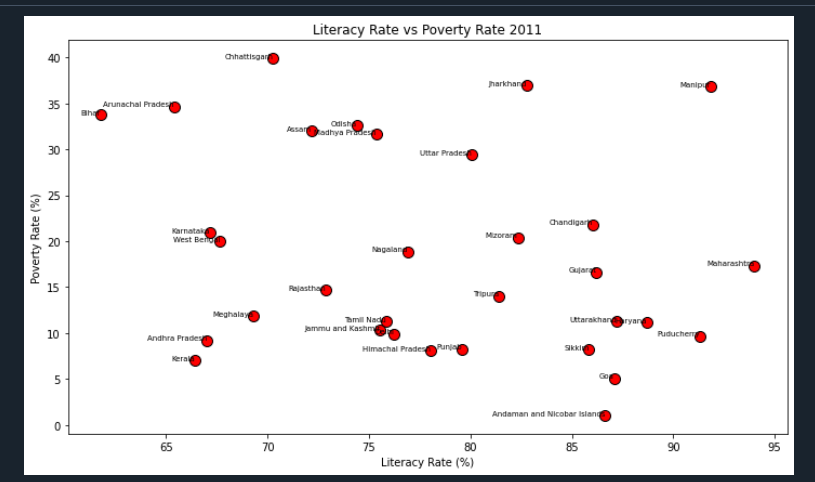 Literacy Rate vs Poverty Rate 2011
40
35
30
25
20
15
10
5
0
Poverty Rate (%)
Chhattisgarh
Jharkhand
Manipur
Arunachal Pradesh
Bihar
Odisha
Assam
Madhya Pradesh
Uttar Pradesh
Chandigarh
Karnataka
West Bengal
Mizoram
Nagaland
Maharashtra
Gujarat
Rajasthan
Tripura
Meghalaya
Tamil Nadu
Uttarakhand
Haryana
Jammu and Kashmir
Puducherry
Andhra Pradesh
Himachal Pradesh
Punjab
Sikkim
Kerala
Goa
Andaman and Nicobar Islands
65
70
75
80
85
90
95
Literacy Rate (%)